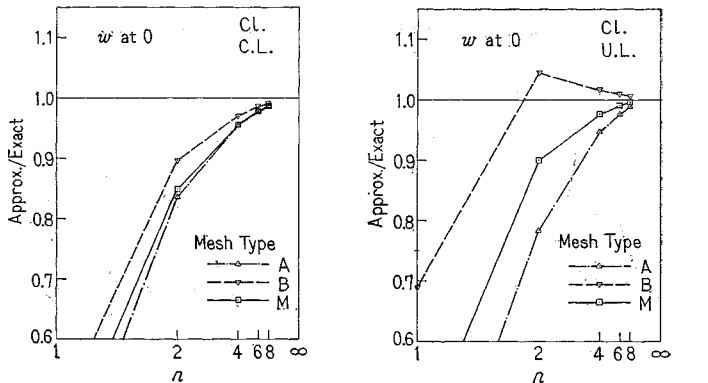 1.1
1.0
0.9
0.8
0.7
0.6
Approx./Exact
w at 0
Cl.
C.L.
Mesh Type
A
B
M
1 2 4 6 8 ∞
n
1.1
1.0
0.9
0.8
0.7
0.6
Approx./Exact
w at 0
Cl.
U.L.
Mesh Type
A
B
M
1 2 4 6 8 ∞
n